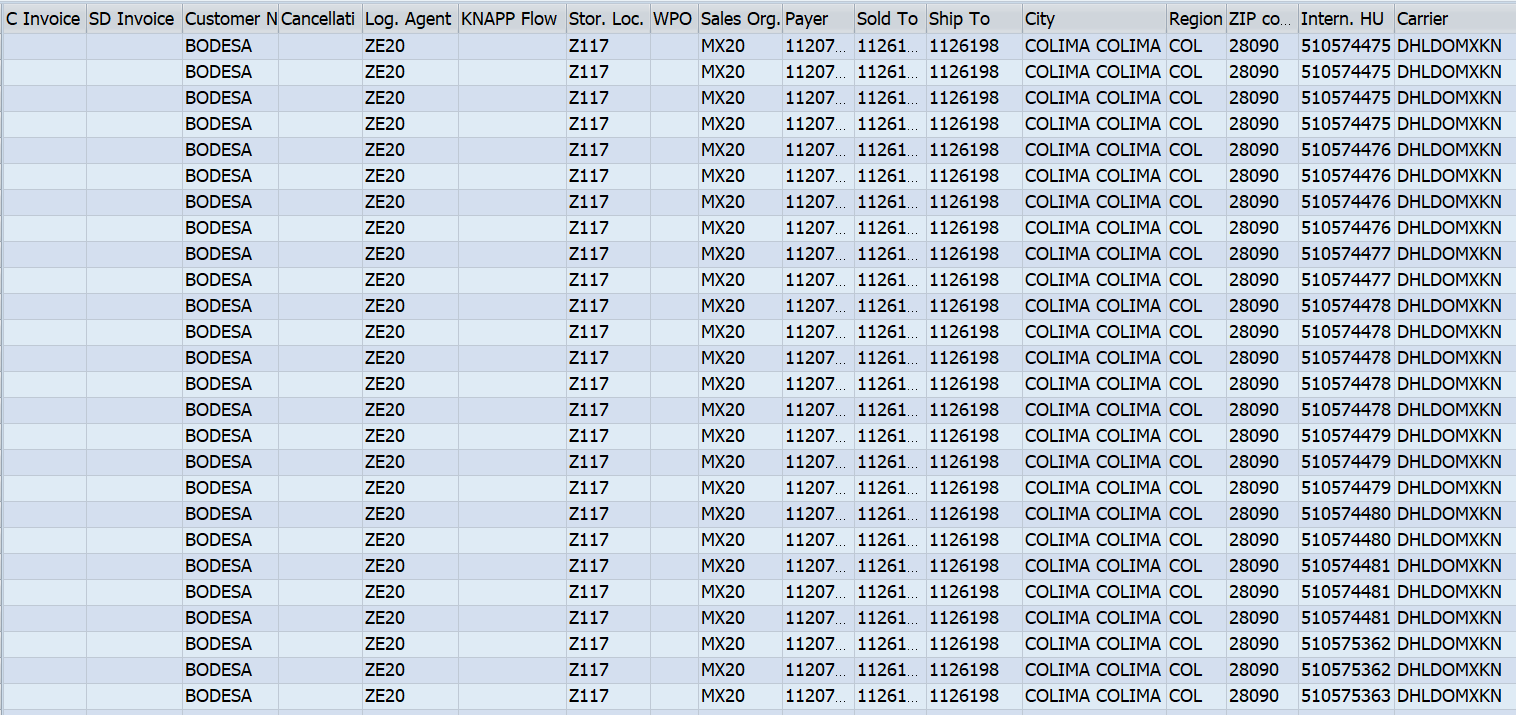 C Invoice SD Invoice Customer N Cancellati Log. Agent KNAPP Flow Stor. Loc. WPO Sales Org. Payer Sold To Ship To City Region ZIP co... Intern. HU Carrier
BODESA ZE20 Z117 MX20 11207... 11261... 1126198 COLIMA COLIMA COL 28090 510574475 DHLDOMXKN
BODESA ZE20 Z117 MX20 11207... 11261... 1126198 COLIMA COLIMA COL 28090 510574475 DHLDOMXKN
BODESA ZE20 Z117 MX20 11207... 11261... 1126198 COLIMA COLIMA COL 28090 510574475 DHLDOMXKN
BODESA ZE20 Z117 MX20 11207... 11261... 1126198 COLIMA COLIMA COL 28090 510574475 DHLDOMXKN
BODESA ZE20 Z117 MX20 11207... 11261... 1126198 COLIMA COLIMA COL 28090 510574476 DHLDOMXKN
BODESA ZE20 Z117 MX20 11207... 11261... 1126198 COLIMA COLIMA COL 28090 510574476 DHLDOMXKN
BODESA ZE20 Z117 MX20 11207... 11261... 1126198 COLIMA COLIMA COL 28090 510574476 DHLDOMXKN
BODESA ZE20 Z117 MX20 11207... 11261... 1126198 COLIMA COLIMA COL 28090 510574476 DHLDOMXKN
BODESA ZE20 Z117 MX20 11207... 11261... 1126198 COLIMA COLIMA COL 28090 510574477 DHLDOMXKN
BODESA ZE20 Z117 MX20 11207... 11261... 1126198 COLIMA COLIMA COL 28090 510574477 DHLDOMXKN
BODESA ZE20 Z117 MX20 11207... 11261... 1126198 COLIMA COLIMA COL 28090 510574478 DHLDOMXKN
BODESA ZE20 Z117 MX20 11207... 11261... 1126198 COLIMA COLIMA COL 28090 510574478 DHLDOMXKN
BODESA ZE20 Z117 MX20 11207... 11261... 1126198 COLIMA COLIMA COL 28090 510574478 DHLDOMXKN
BODESA ZE20 Z117 MX20 11207... 11261... 1126198 COLIMA COLIMA COL 28090 510574478 DHLDOMXKN
BODESA ZE20 Z117 MX20 11207... 11261... 1126198 COLIMA COLIMA COL 28090 510574478 DHLDOMXKN
BODESA ZE20 Z117 MX20 11207... 11261... 1126198 COLIMA COLIMA COL 28090 510574479 DHLDOMXKN
BODESA ZE20 Z117 MX20 11207... 11261... 1126198 COLIMA COLIMA COL 28090 510574479 DHLDOMXKN
BODESA ZE20 Z117 MX20 11207... 11261... 1126198 COLIMA COLIMA COL 28090 510574479 DHLDOMXKN
BODESA ZE20 Z117 MX20 11207... 11261... 1126198 COLIMA COLIMA COL 28090 510574480 DHLDOMXKN
BODESA ZE20 Z117 MX20 11207... 11261... 1126198 COLIMA COLIMA COL 28090 510574480 DHLDOMXKN
BODESA ZE20 Z117 MX20 11207... 11261... 1126198 COLIMA COLIMA COL 28090 510574481 DHLDOMXKN
BODESA ZE20 Z117 MX20 11207... 11261... 1126198 COLIMA COLIMA COL 28090 510574481 DHLDOMXKN
BODESA ZE20 Z117 MX20 11207... 11261... 1126198 COLIMA COLIMA COL 28090 510574481 DHLDOMXKN
BODESA ZE20 Z117 MX20 11207... 11261... 1126198 COLIMA COLIMA COL 28090 510575362 DHLDOMXKN
BODESA ZE20 Z117 MX20 11207... 11261... 1126198 COLIMA COLIMA COL 28090 510575362 DHLDOMXKN
BODESA ZE20 Z117 MX20 11207... 11261... 1126198 COLIMA COLIMA COL 28090 510575363 DHLDOMXKN